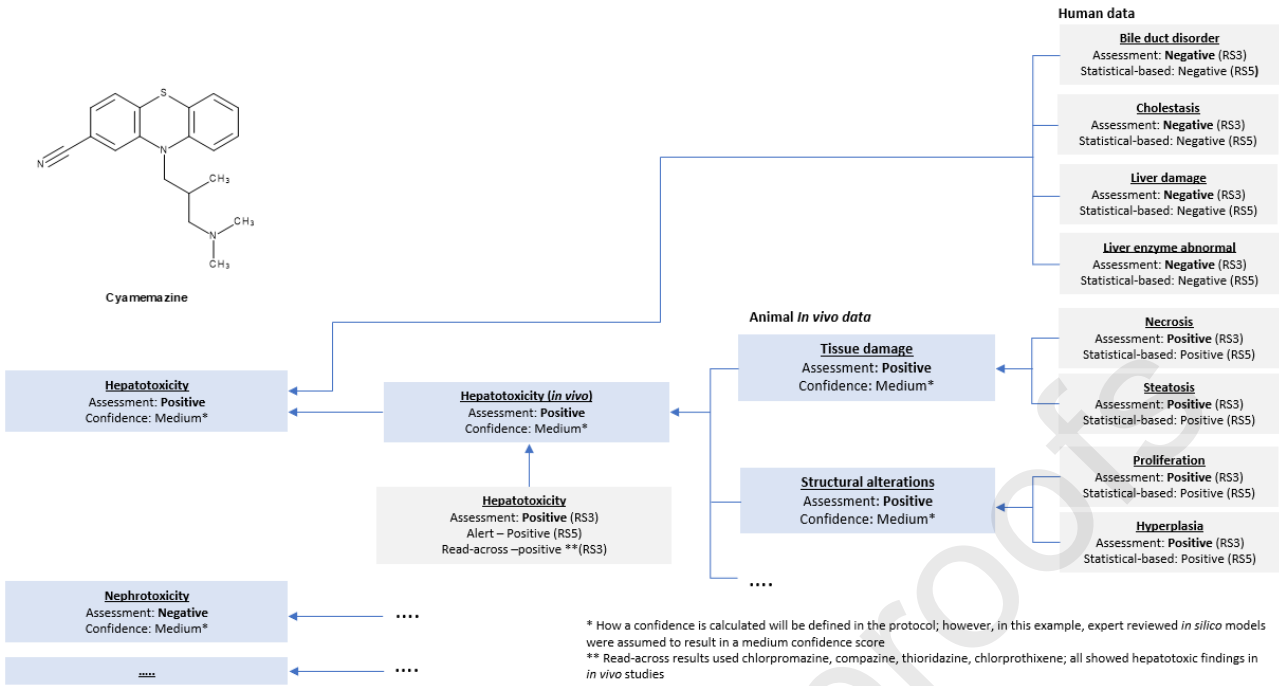 Human data
Bile duct disorder
Assessment: Negative (RS3)
Statistical-based: Negative (RS5)
Cholestasis
Assessment: Negative (RS3)
Statistical-based: Negative (RS5)
Liver damage
Assessment: Negative (RS3)
Statistical-based: Negative (RS5)
Liver enzyme abnormal
Assessment: Negative (RS3)
Statistical-based: Negative (RS5)
S
N
N
CH3
N
CH3
CH3
Cyamemazine
Animal In vivo data
Tissue damage
Assessment: Positive
Confidence: Medium*
Necrosis
Assessment: Positive (RS3)
Statistical-based: Positive (RS5)
Steatosis
Assessment: Positive (RS3)
Statistical-based: Positive (RS5)
Hepatotoxicity
Assessment: Positive
Confidence: Medium*
Hepatotoxicity (in vivo)
Assessment: Positive
Confidence: Medium*
Structural alterations
Assessment: Positive
Confidence: Medium*
Proliferation
Assessment: Positive (RS3)
Statistical-based: Positive (RS5)
Hyperplasia
Assessment: Positive (RS3)
Statistical-based: Positive (RS5)
Hepatotoxicity
Assessment: Positive (RS3)
Alert – Positive (RS5)
Read-across –positive **(RS3)
....
Nephrotoxicity
Assessment: Negative
Confidence: Medium*
....
.....
....
* How a confidence is calculated will be defined in the protocol; however, in this example, expert reviewed in silico models
were assumed to result in a medium confidence score
** Read-across results used chlorpromazine, compazine, thioridazine, chlorprothixene; all showed hepatotoxic findings in
in vivo studies
proofs